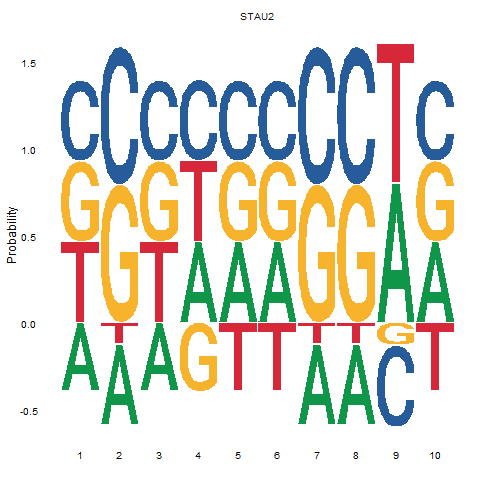 STAU2
Probability
1.5
1.0
0.5
0.0
-0.5
C C C C C C C C T C
G G G T G G G G A G
T T T A A A T T G A
A A A G T T A A C T
1 2 3 4 5 6 7 8 9 10